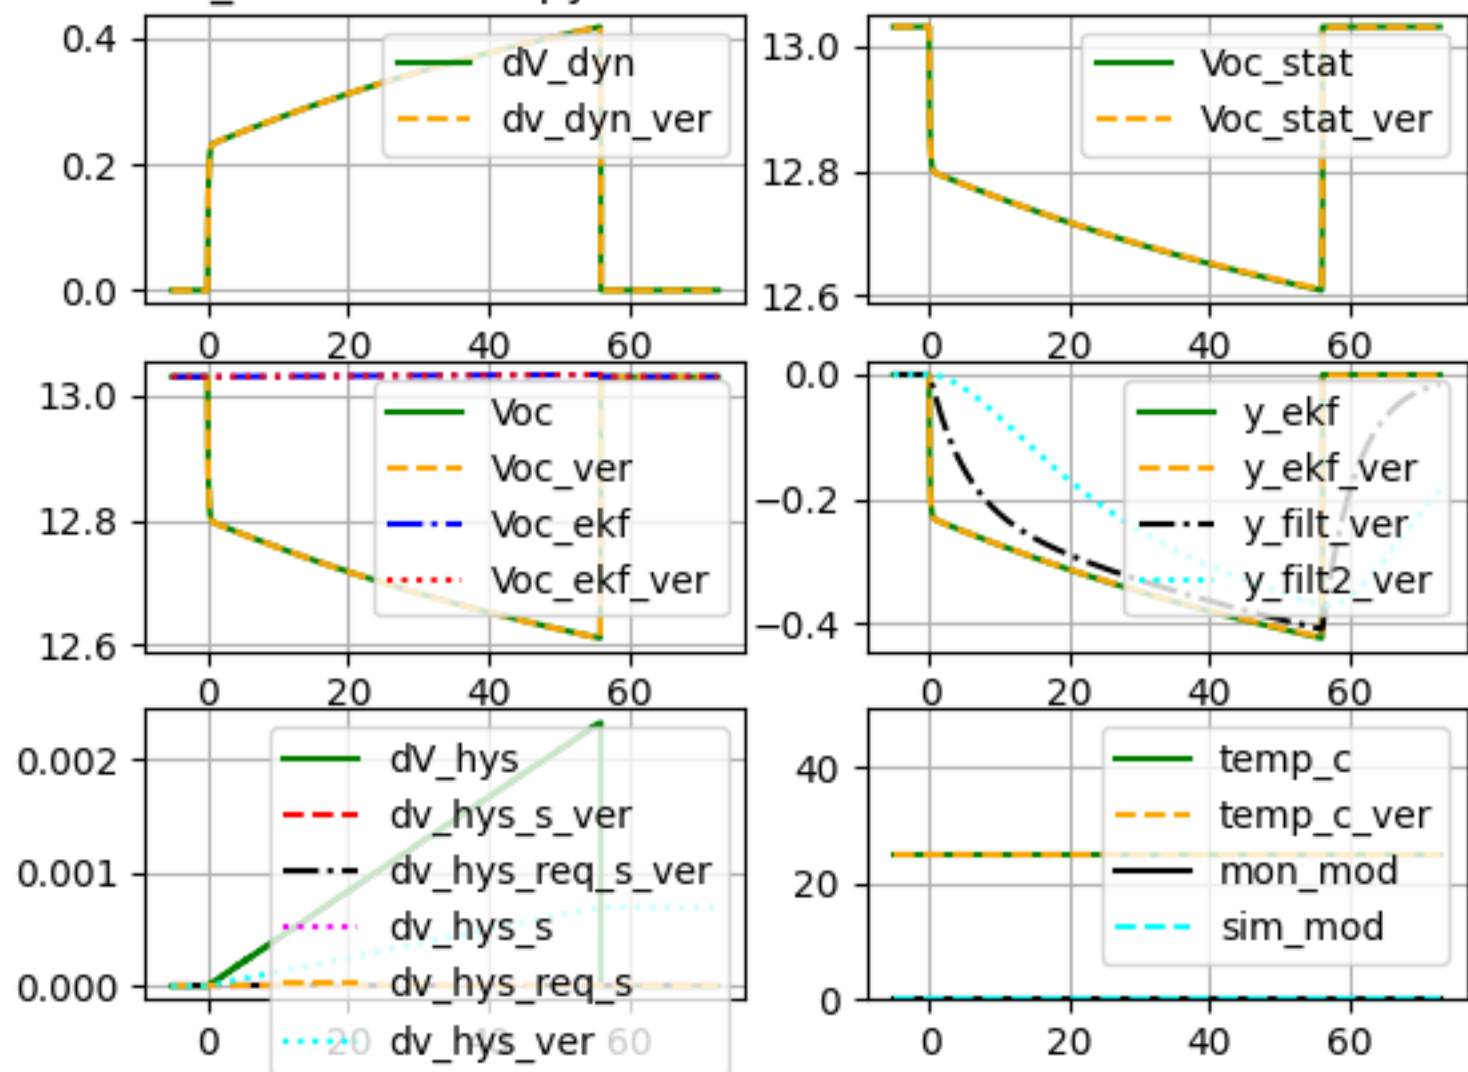 0.4
0.2
0.0
dV_dyn
dv_dyn_ver
0 20 40 60
13.0
12.8
12.6
Voc_stat
Voc_stat_ver
0 20 40 60
13.0
12.8
12.6
Voc
Voc_ver
Voc_ekf
Voc_ekf_ver
0 20 40 60
0.0
−0.2
−0.4
y_ekf
y_ekf_ver
y_filt_ver
y_filt2_ver
0 20 40 60
0.002
0.001
0.000
dV_hys
dv_hys_s_ver
dv_hys_req_s_ver
dv_hys_s
dv_hys_req_s
dv_hys_ver
0 20 40 60
40
20
0
temp_c
temp_c_ver
mon_mod
sim_mod
0 20 40 60